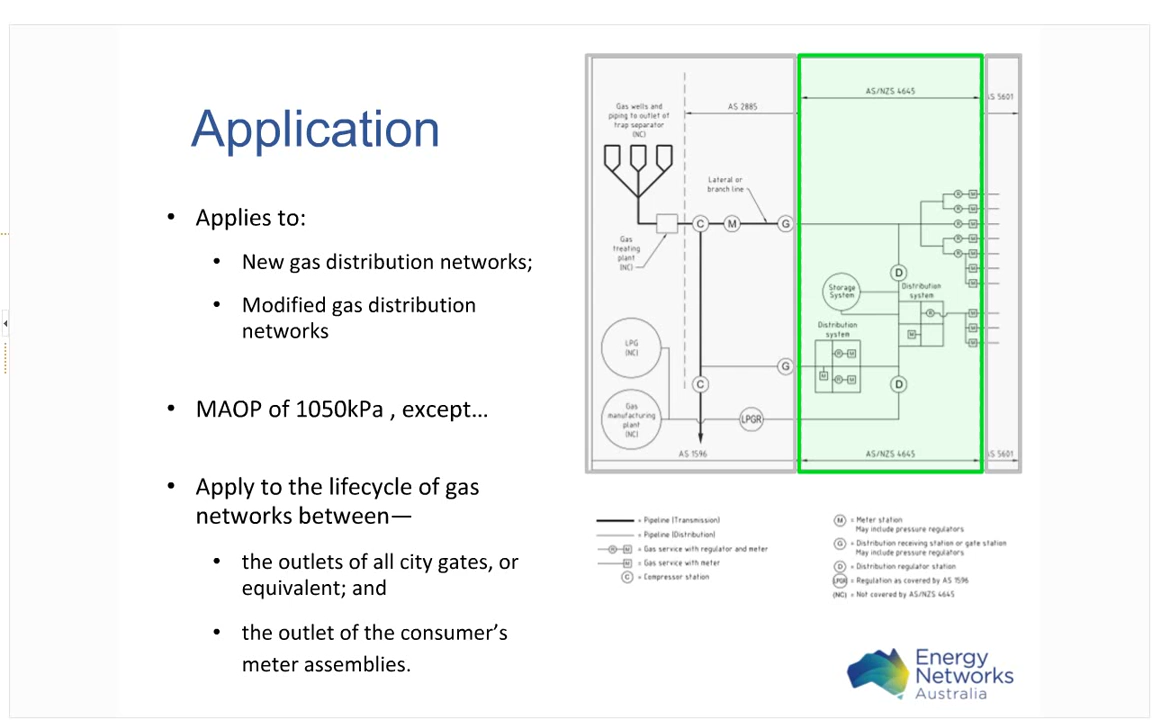 Application
• Applies to:
• New gas distribution networks;
• Modified gas distribution
networks
• MAOP of 1050kPa , except...
• Apply to the lifecycle of gas
networks between—
• the outlets of all city gates, or
equivalent; and
• the outlet of the consumer's
meter assemblies.
Gas wells and
piping to outlet of
trap separator
(NC)
AS 2885
AS/NZS 4645
AS 5601
Lateral or
branch line
C
M
G
Gas
treating
plant
(NC)
D
Storage
System
Distribution
system
R
M
Distribution
system
M
R M
R M
LPG
(NC)
G
C
D
Gas
manufacturing
plant
(NC)
LPGR
AS 1596
AS/NZS 4645
AS 5601
= Pipeline (Transmission)
= Pipeline (Distribution)
R M = Gas service with regulator and meter
M = Gas service with meter
C = Compressor station
M = Meter station
May include pressure regulators
G = Distribution receiving station or gate station
May include pressure regulators
D = Distribution regulator station
LPGR = Regulation as covered by AS 1596
(NC) = Not covered by AS/NZS 4645
Energy
Networks
Australia